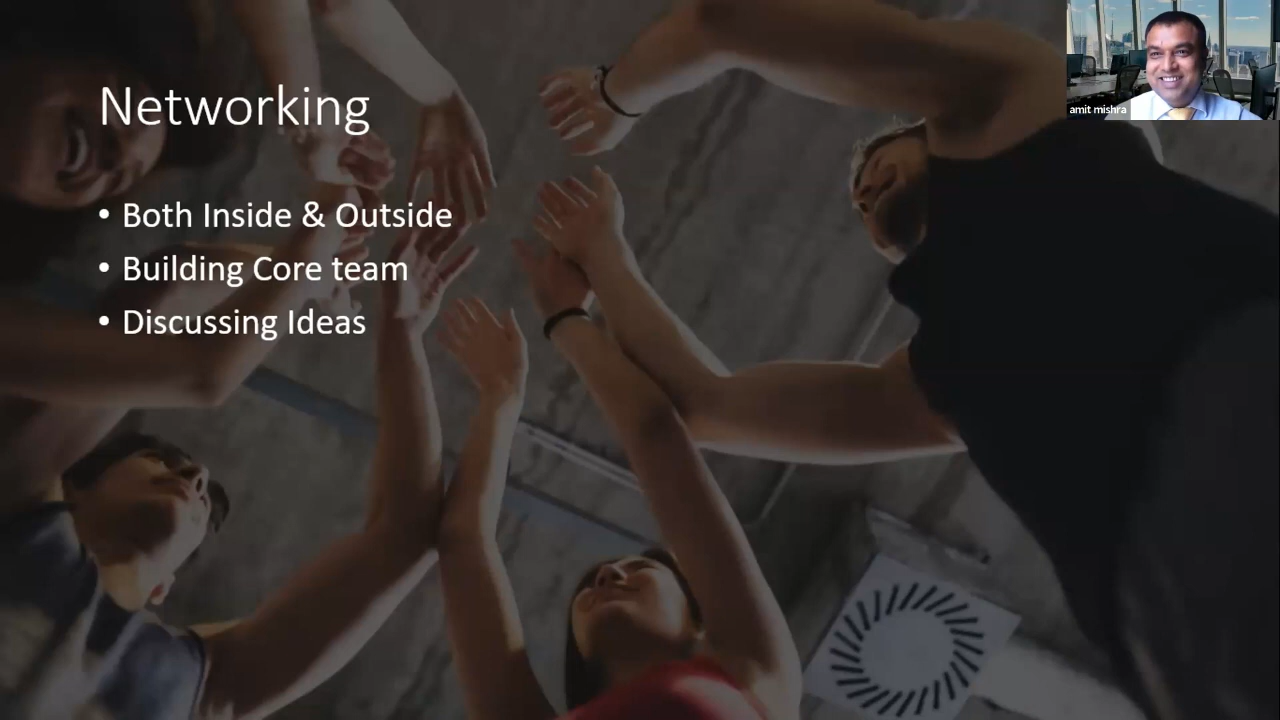 Networking
• Both Inside & Outside
• Building Core team
• Discussing Ideas
amit mishra